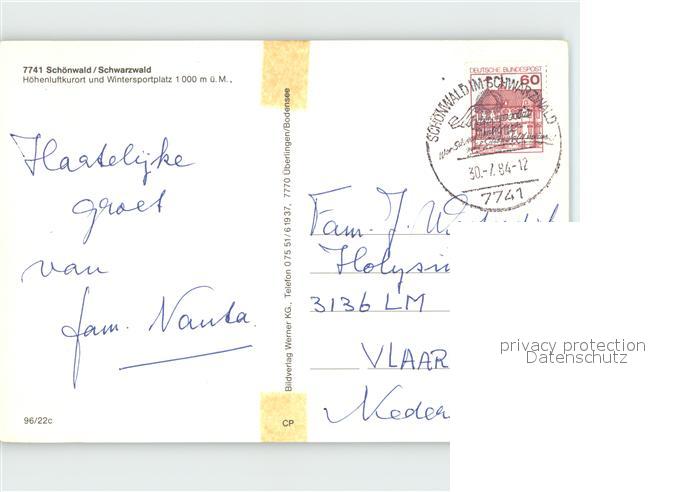 7741 Schönwald/Schwarzwald
Höhenluftkurort und Wintersportplatz 1 000 m ü. M.,
Hartelijke
groet
van
fam. Nanta.
96/22c
Bildverlag Werner KG., Telefon 0 75 51 / 6 19 37, 7770 Überlingen/Bodensee
CP
DEUTSCHE BUNDESPOST
60
SCHÖNWALD IM SCHWARZWALD
30.-7.84-12
7741
Fam. J.
3136 LM
VLAAR
Neder
privacy protection
Datenschutz